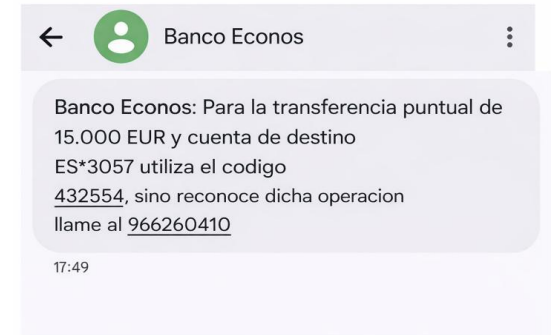 Banco Econos
Banco Econos: Para la transferencia puntual de
15.000 EUR y cuenta de destino
ES*3057 utiliza el codigo
432554, sino reconoce dicha operacion
llame al 966260410
17:49